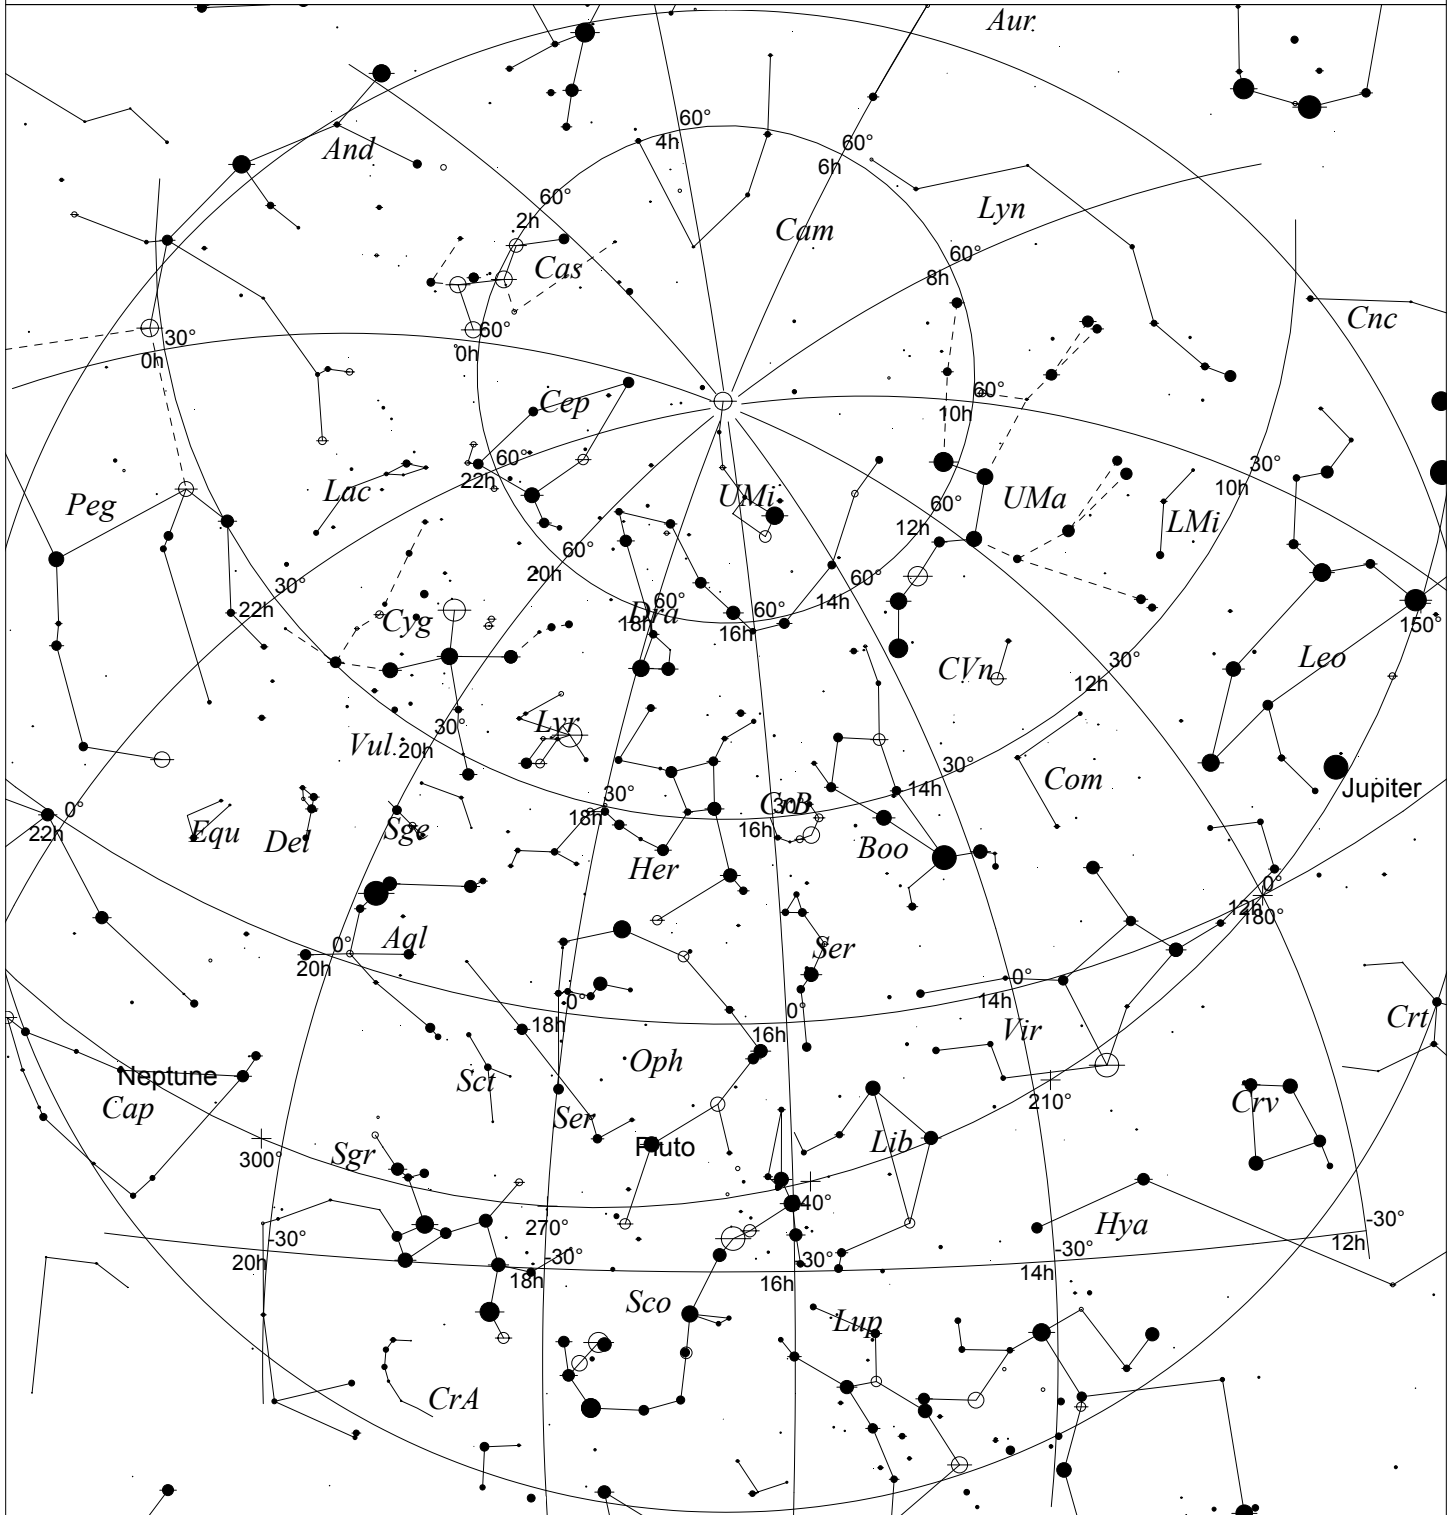 Aur
And
60°
4h
60°
6h
60°
2h
Cam
Lyn
Cas
60°
8h
30°
0h
60°
0h
Cnc
Cep
60°
10h
Peg
Lac
60°
22h
UMi
60°
12h
UMa
30°
10h
LMi
60°
20h
30°
22h
Cyg
60°
18h
Dra
60°
16h
60°
14h
150°
CVn
30°
12h
Leo
Vul
30°
20h
Lyr
30°
14h
Com
Jupiter
0°
22h
Equ
Del
Sge
30°
18h
Her
CrB
30°
16h
Boo
0°
12h
180°
Aql
0°
20h
Ser
0°
18h
0°
16h
0°
14h
Vir
Crt
Neptune
Cap
Sct
Oph
Ser
210°
Crv
300°
Sgr
Pluto
Lib
240°
270°
Hya
-30°
20h
-30°
18h
-30°
16h
-30°
14h
-30°
12h
Sco
Lup
CrA